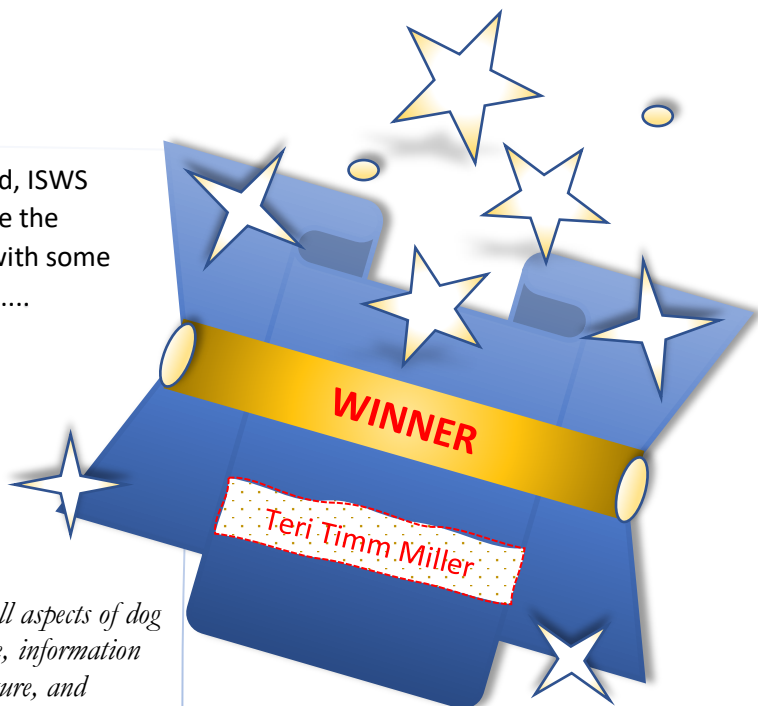 d, ISWS
e the
with some
.....
WINNER
Teri Timm Miller
ll aspects of dog
e, information
ure, and